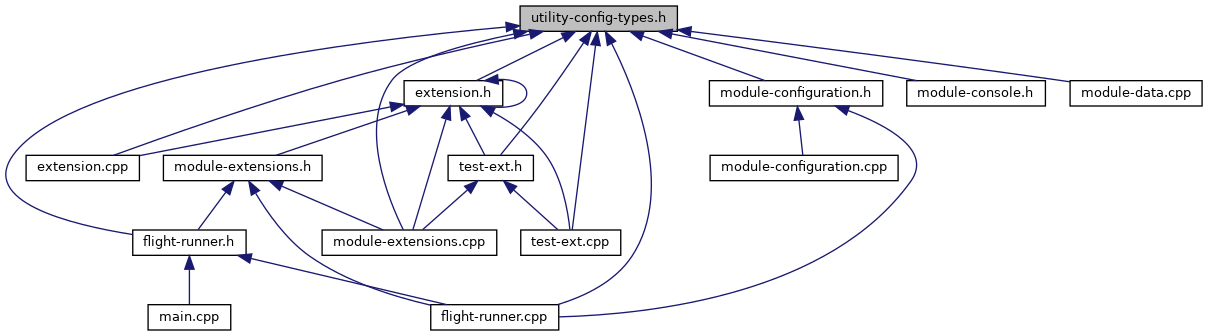 utility-config-types.h
extension.h
module-configuration.h
module-console.h
module-data.cpp
extension.cpp
module-extensions.h
test-ext.h
module-configuration.cpp
flight-runner.h
module-extensions.cpp
test-ext.cpp
main.cpp
flight-runner.cpp